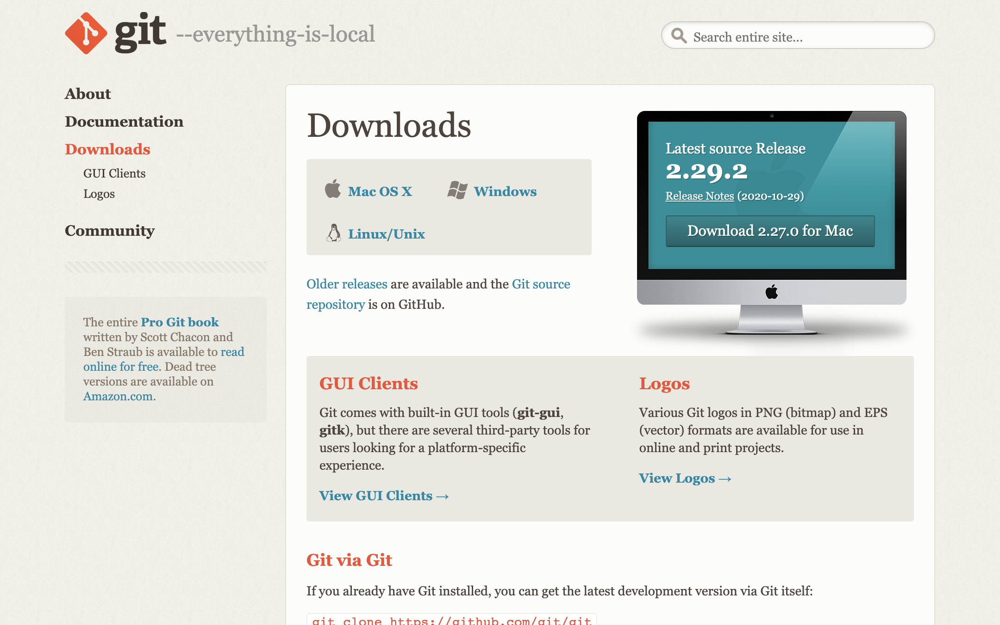 git --everything-is-local
Search entire site...
About
Documentation
Downloads
GUI Clients
Logos
Community
The entire Pro Git book
written by Scott Chacon and
Ben Straub is available to read
online for free. Dead tree
versions are available on
Amazon.com.
Downloads
Mac OS X
Windows
Linux/Unix
Older releases are available and the Git source
repository is on GitHub.
Latest source Release
2.29.2
Release Notes (2020-10-29)
Download 2.27.0 for Mac
GUI Clients
Git comes with built-in GUI tools (git-gui,
gitk), but there are several third-party tools for
users looking for a platform-specific
experience.
View GUI Clients →
Logos
Various Git logos in PNG (bitmap) and EPS
(vector) formats are available for use in
online and print projects.
View Logos →
Git via Git
If you already have Git installed, you can get the latest development version via Git itself:
git clone https://github.com/git/git